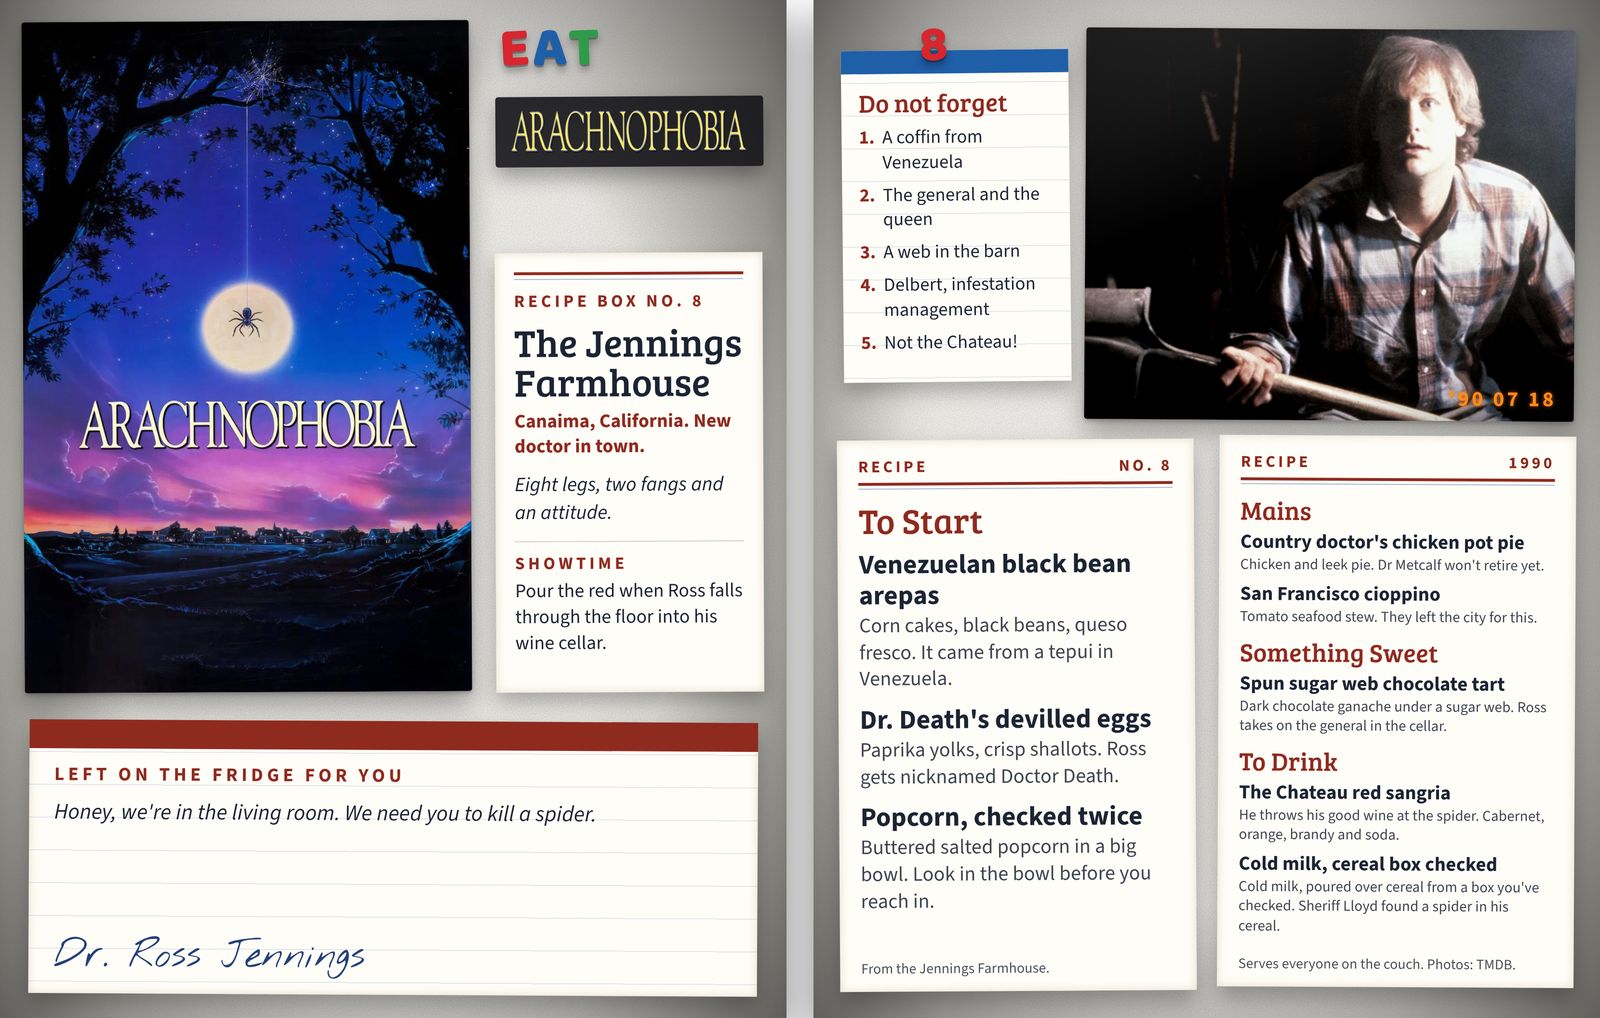 EAT
ARACHNOPHOBIA
ARACHNOPHOBIA
RECIPE BOX NO. 8
The Jennings
Farmhouse
Canaima, California. New
doctor in town.
Eight legs, two fangs and
an attitude.
SHOWTIME
Pour the red when Ross falls
through the floor into his
wine cellar.
LEFT ON THE FRIDGE FOR YOU
Honey, we're in the living room. We need you to kill a spider.
Dr. Ross Jennings
8
Do not forget
1. A coffin from
Venezuela
2. The general and the
queen
3. A web in the barn
4. Delbert, infestation
management
5. Not the Chateau!
'90 07 18
RECIPE NO. 8
To Start
Venezuelan black bean
arepas
Corn cakes, black beans, queso
fresco. It came from a tepui in
Venezuela.
Dr. Death's devilled eggs
Paprika yolks, crisp shallots. Ross
gets nicknamed Doctor Death.
Popcorn, checked twice
Buttered salted popcorn in a big
bowl. Look in the bowl before you
reach in.
From the Jennings Farmhouse.
RECIPE 1990
Mains
Country doctor's chicken pot pie
Chicken and leek pie. Dr Metcalf won't retire yet.
San Francisco cioppino
Tomato seafood stew. They left the city for this.
Something Sweet
Spun sugar web chocolate tart
Dark chocolate ganache under a sugar web. Ross
takes on the general in the cellar.
To Drink
The Chateau red sangria
He throws his good wine at the spider. Cabernet,
orange, brandy and soda.
Cold milk, cereal box checked
Cold milk, poured over cereal from a box you've
checked. Sheriff Lloyd found a spider in his
cereal.
Serves everyone on the couch. Photos: TMDB.